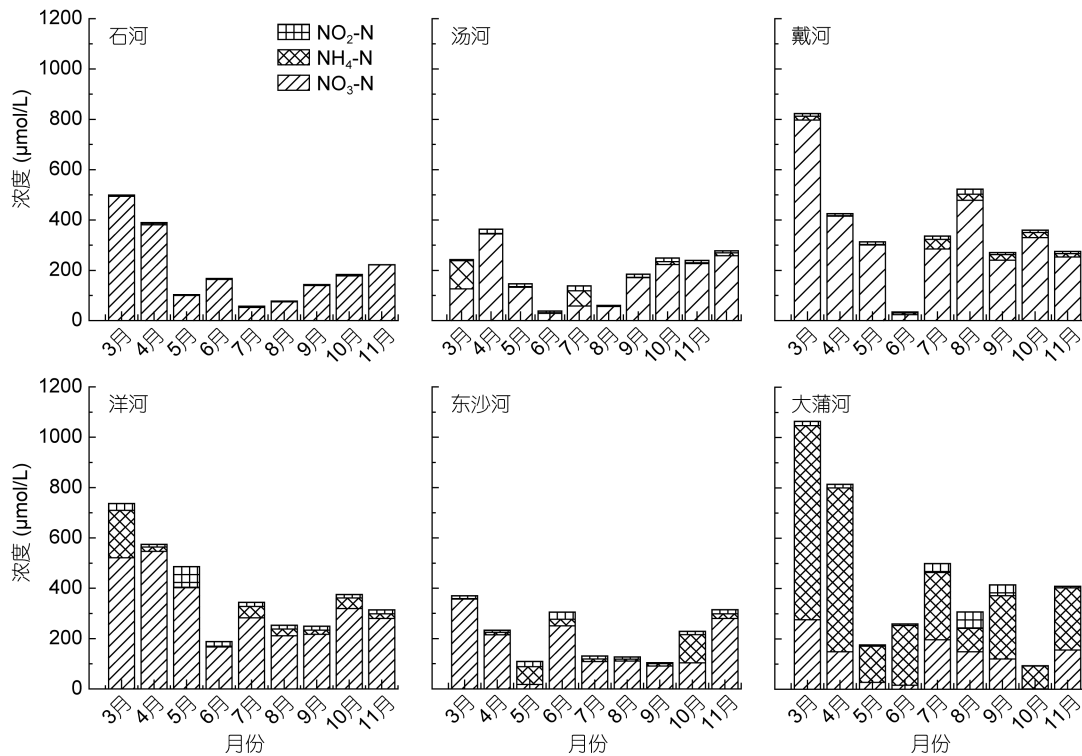 石河
NO₂-N
NH₄-N
NO₃-N
汤河
戴河
浓度 (μmol/L)
1200
1000
800
600
400
200
0
3月 4月 5月 6月 7月 8月 9月 10月 11月
3月 4月 5月 6月 7月 8月 9月 10月 11月
3月 4月 5月 6月 7月 8月 9月 10月 11月
洋河
东沙河
大蒲河
浓度 (μmol/L)
1200
1000
800
600
400
200
0
3月 4月 5月 6月 7月 8月 9月 10月 11月
3月 4月 5月 6月 7月 8月 9月 10月 11月
3月 4月 5月 6月 7月 8月 9月 10月 11月
月份
月份
月份